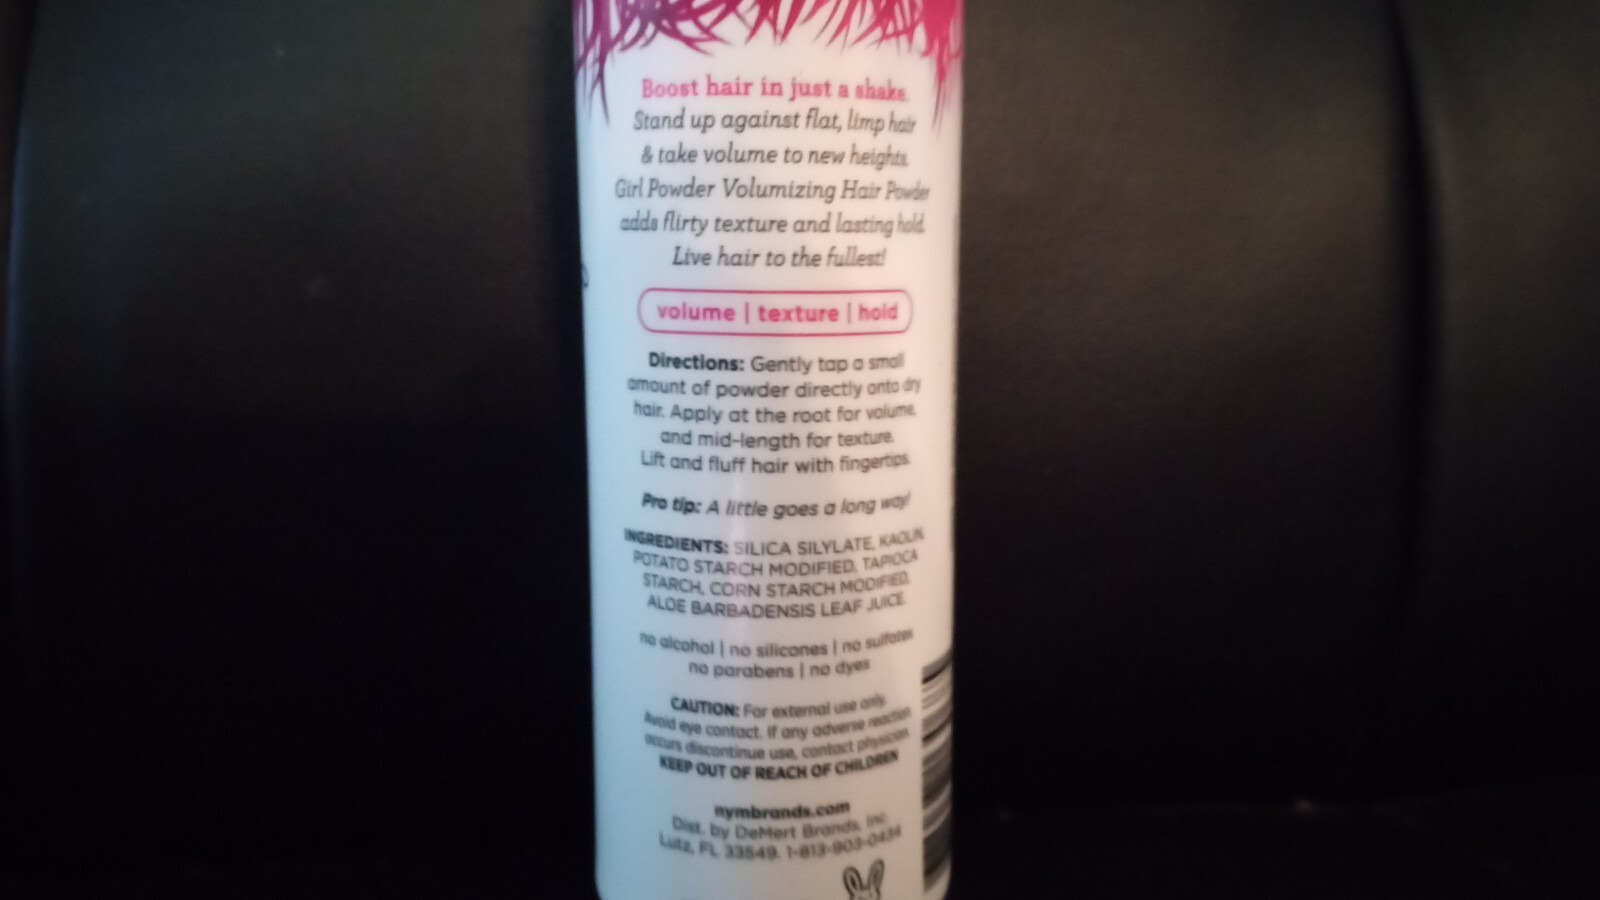 Boost hair in just a shake.
Stand up against flat, limp hair
& take volume to new heights.
Girl Powder Volumizing Hair Powder
adds flirty texture and lasting hold.
Live hair to the fullest!
volume | texture | hold
Directions: Gently tap a small
amount of powder directly onto dry
hair. Apply at the root for volume,
and mid-length for texture.
Lift and fluff hair with fingertips.
Pro tip: A little goes a long way!
INGREDIENTS: SILICA SILYLATE, KAOLIN,
POTATO STARCH MODIFIED, TAPIOCA
STARCH, CORN STARCH MODIFIED,
ALOE BARBADENSIS LEAF JUICE.
no alcohol | no silicones | no sulfates
no parabens | no dyes
CAUTION: For external use only.
Avoid eye contact. If any adverse reaction
occurs discontinue use, contact physician.
KEEP OUT OF REACH OF CHILDREN
nymbrands.com
Dist. by DeMert Brands, Inc.
Lutz, FL 33549. 1-813-903-0434